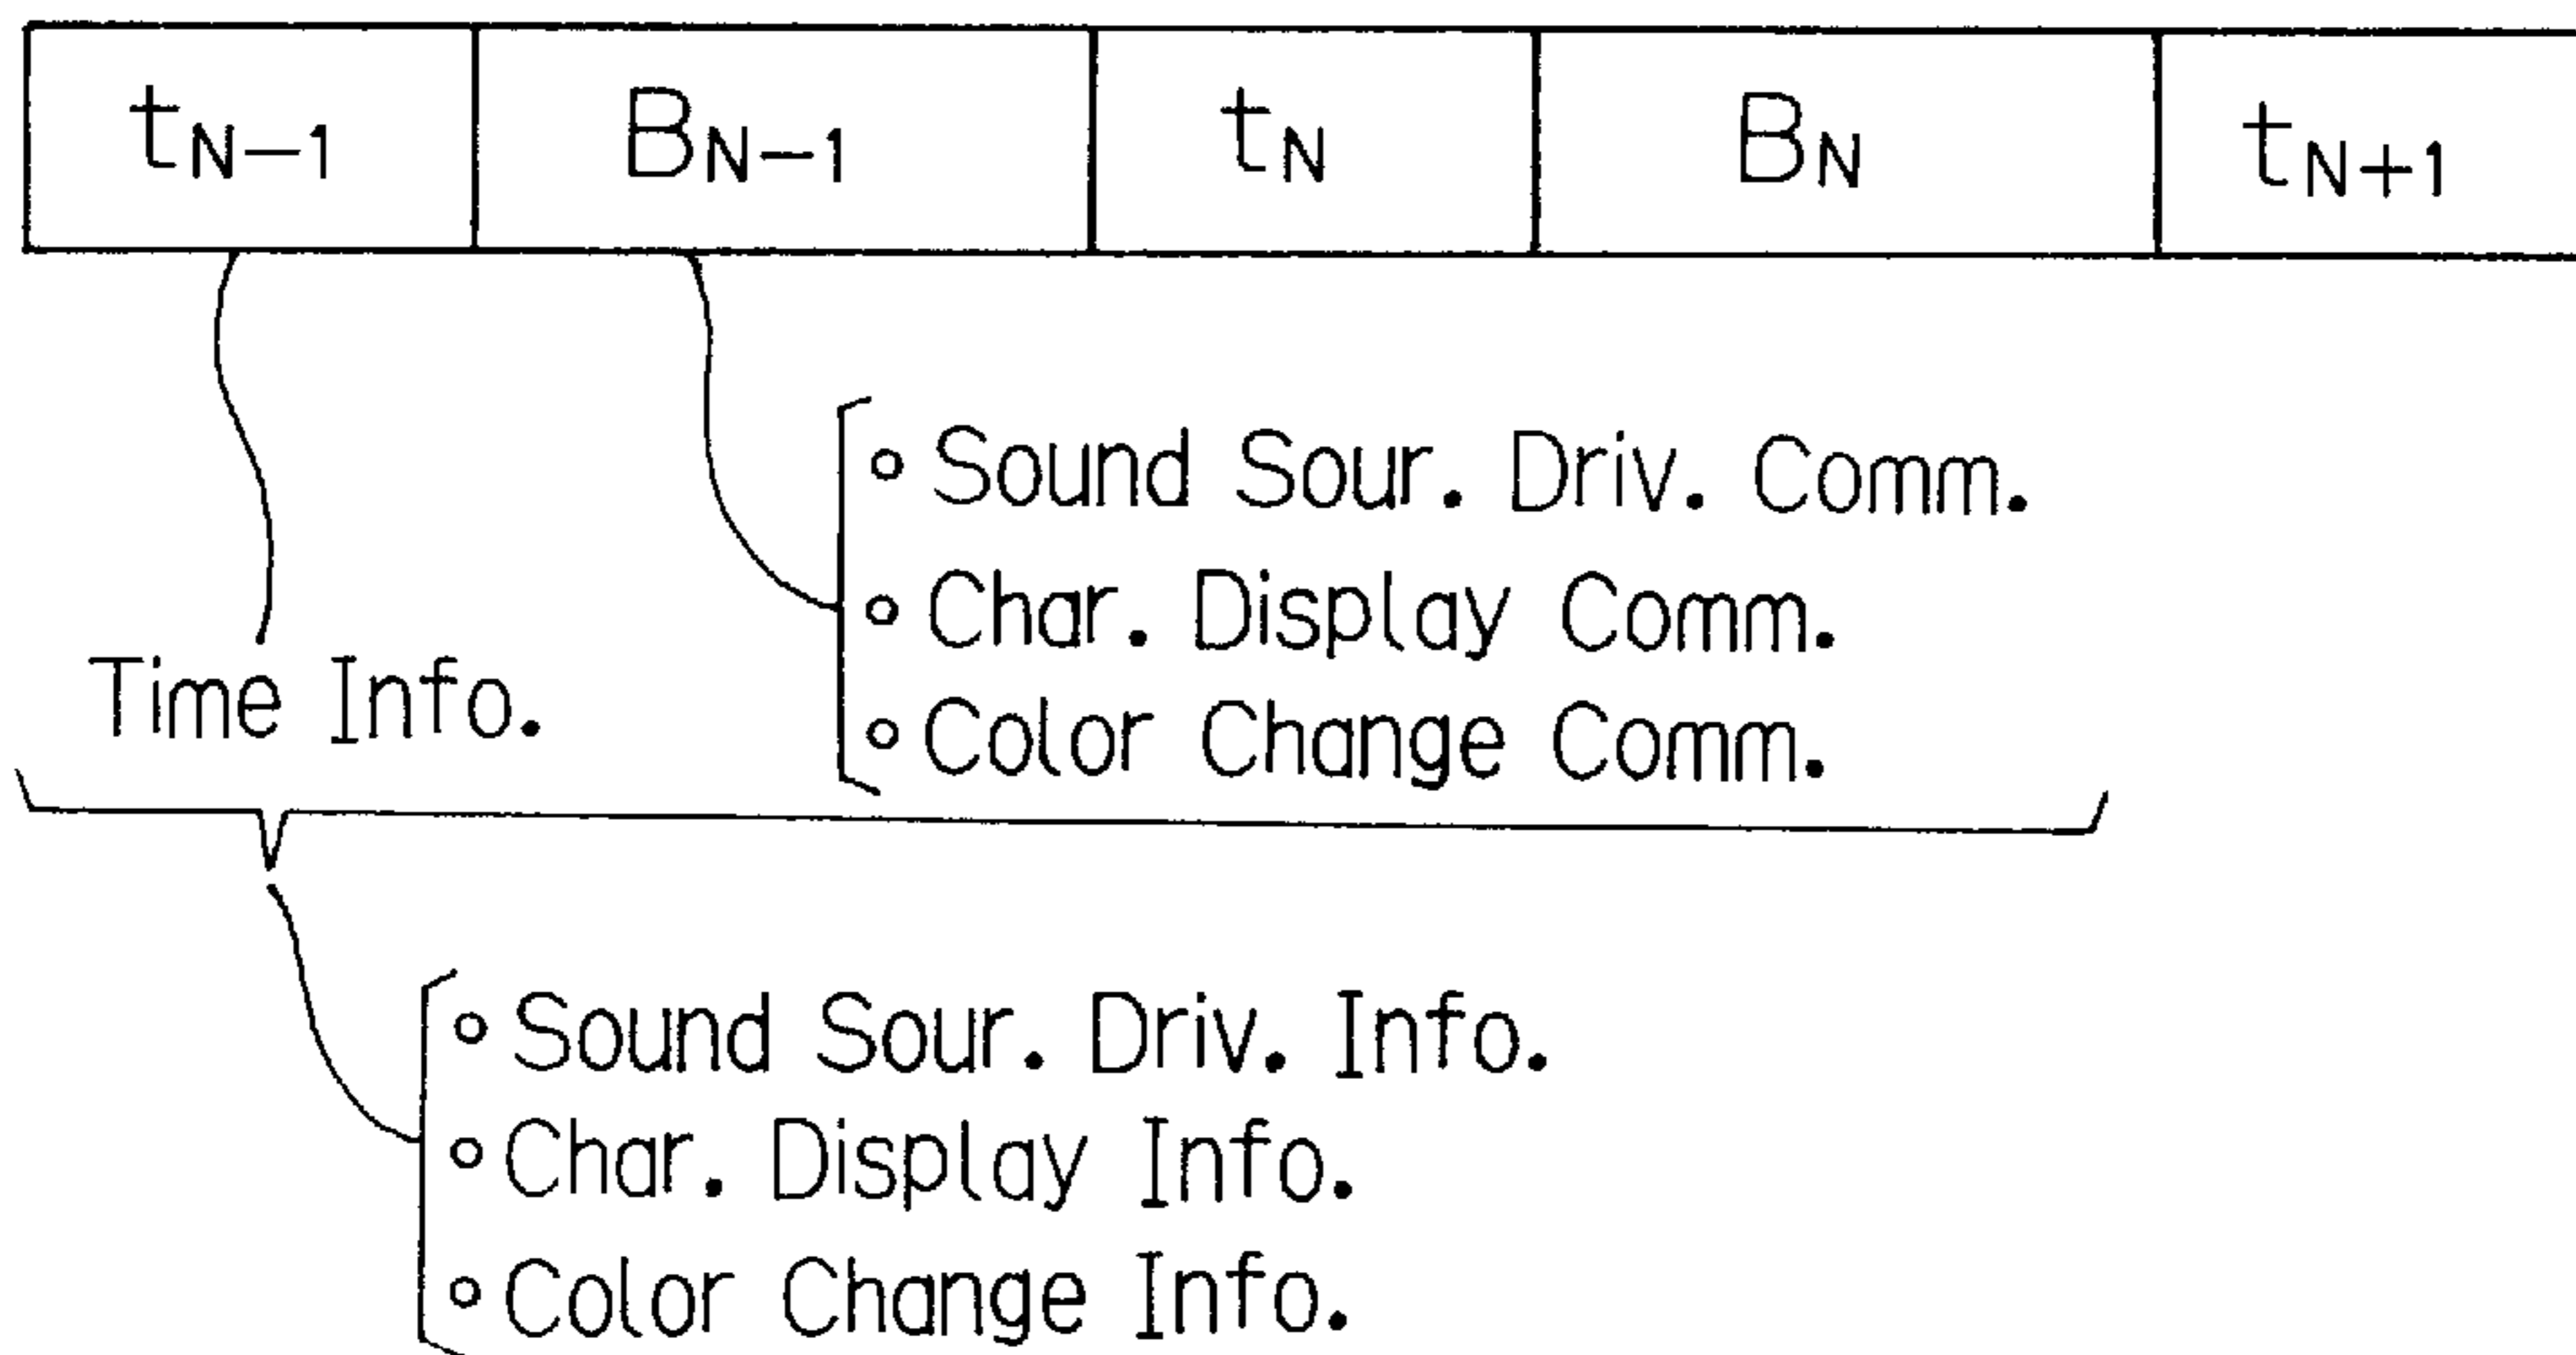 tN-1 BN-1 tN BN tN+1
∘ Sound Sour. Driv. Comm.
∘ Char. Display Comm.
Time Info.
∘ Color Change Comm.
∘ Sound Sour. Driv. Info.
∘ Char. Display Info.
∘ Color Change Info.